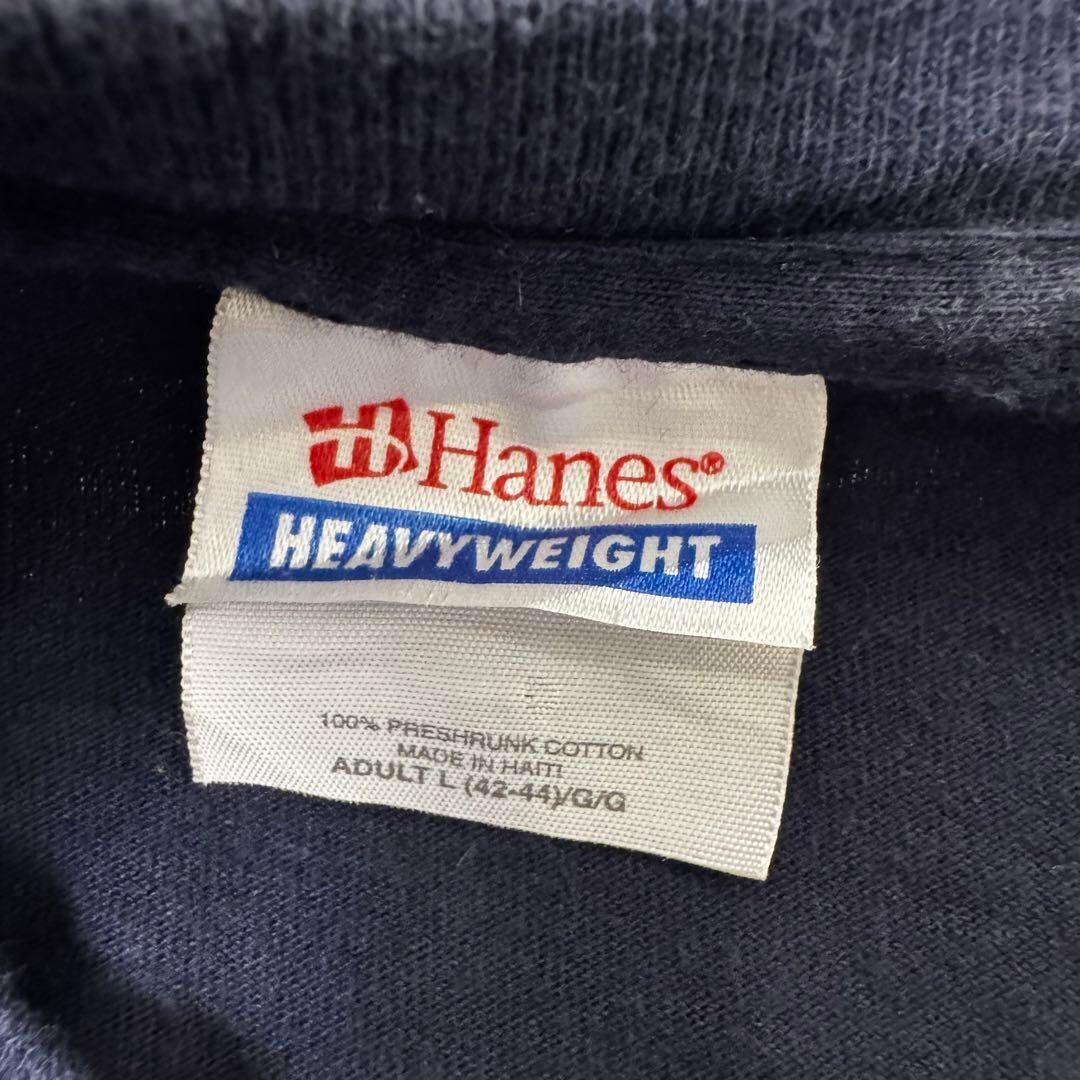 H Hanes®
HEAVYWEIGHT
100% PRESHRUNK COTTON
MADE IN HAITI
ADULT L (42-44)/G/G